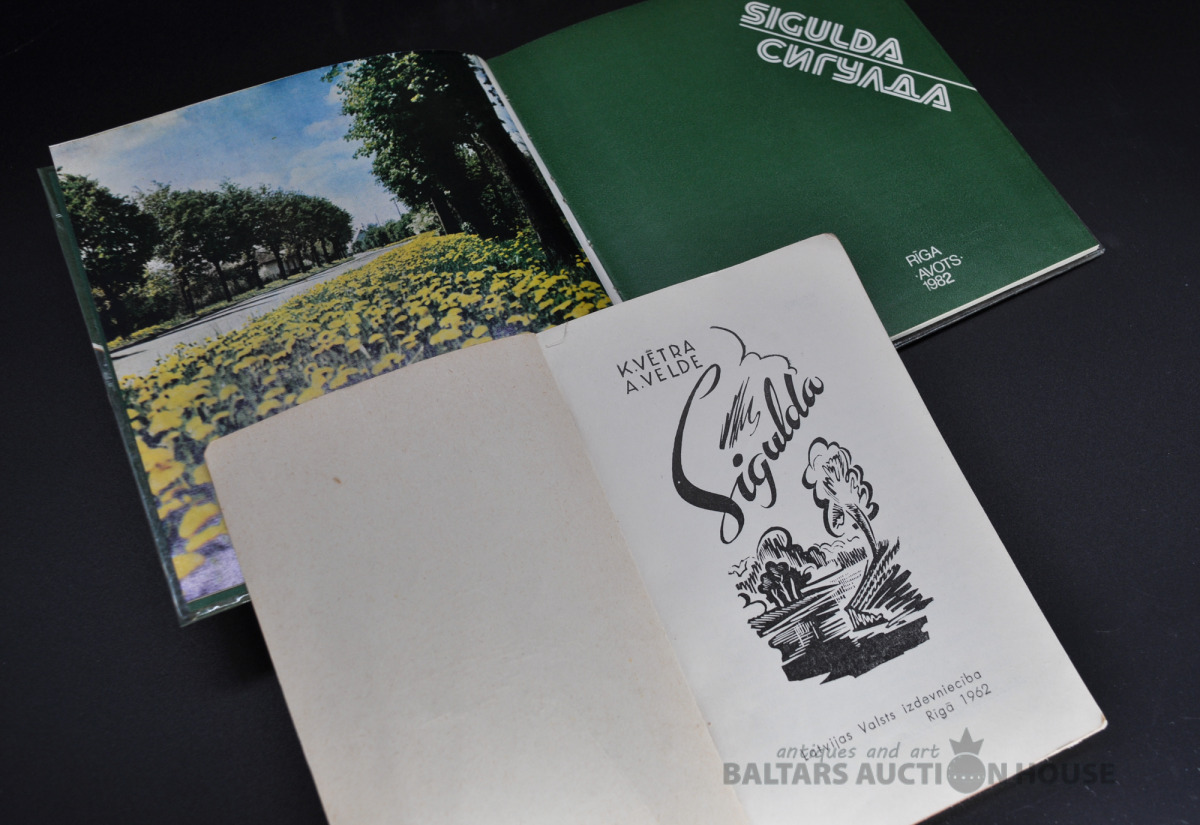 SIGULDA
СИГУЛДА
RĪGA
·AVOTS·
1982
K.VĒTRA
A.VELDE
Sigulda
Latvijas Valsts izdevniecība
Rīgā 1962
antiques and art
BALTARS AUCTION HOUSE